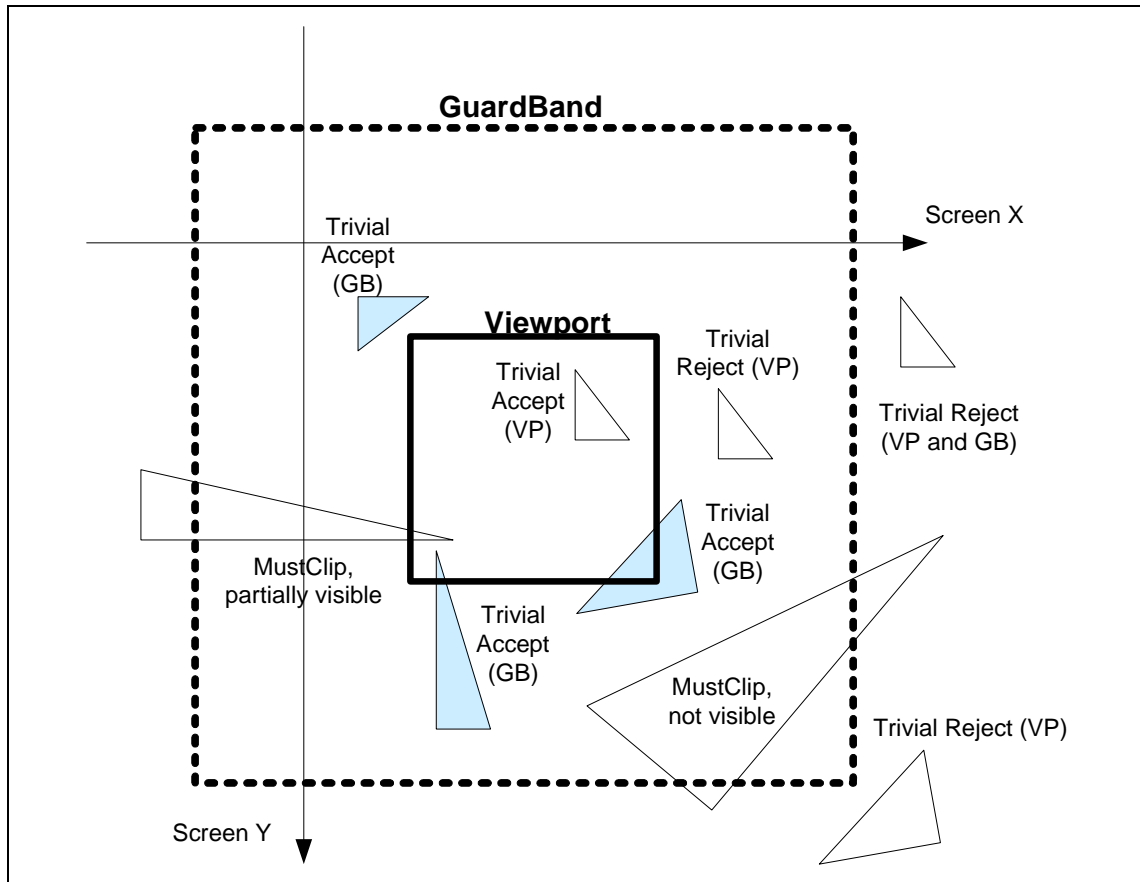 GuardBand
Screen X
Trivial
Accept
(GB)
Viewport
Trivial
Accept
(VP)
Trivial
Reject (VP)
Trivial Reject
(VP and GB)
Trivial
Accept
(GB)
MustClip,
partially visible
Trivial
Accept
(GB)
MustClip,
not visible
Trivial Reject (VP)
Screen Y